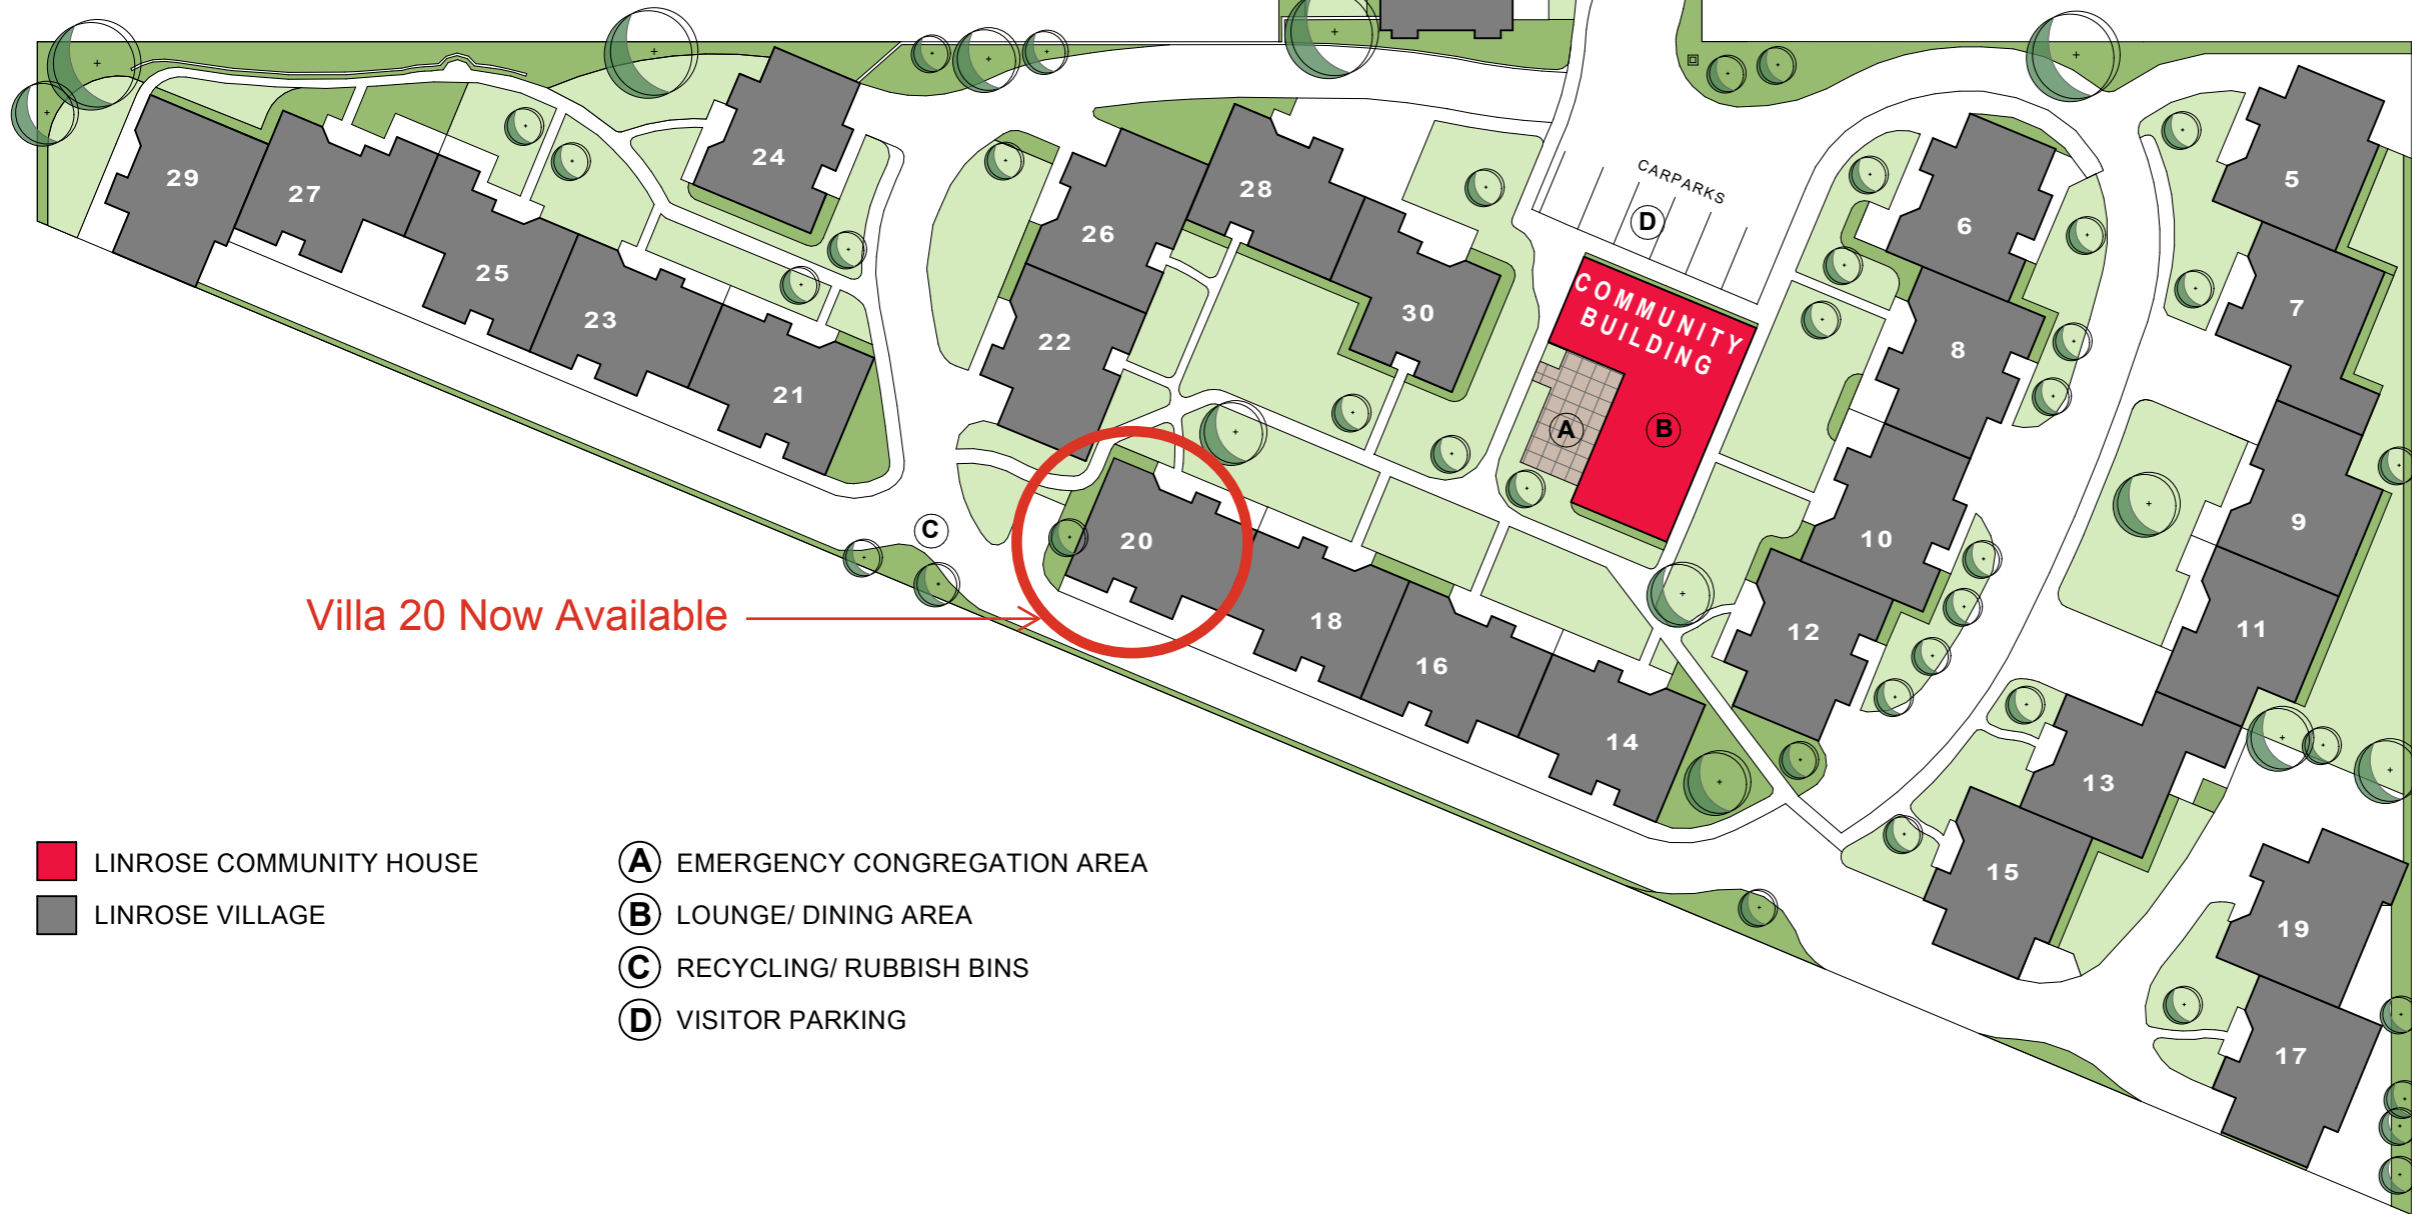 24
29
27
25
23
21
28
26
22
30
CARPARKS
D
COMMUNITY
BUILDING
A
B
6
8
10
12
5
7
9
11
13
15
19
17
C
20
18
16
14
Villa 20 Now Available
LINROSE COMMUNITY HOUSE
LINROSE VILLAGE
A EMERGENCY CONGREGATION AREA
B LOUNGE/ DINING AREA
C RECYCLING/ RUBBISH BINS
D VISITOR PARKING